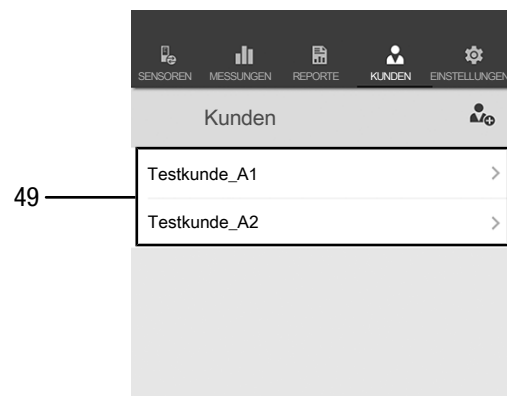 SENSOREN MESSUNGEN REPORTE KUNDEN EINSTELLUNGEN
Kunden
Testkunde_A1
49
Testkunde_A2